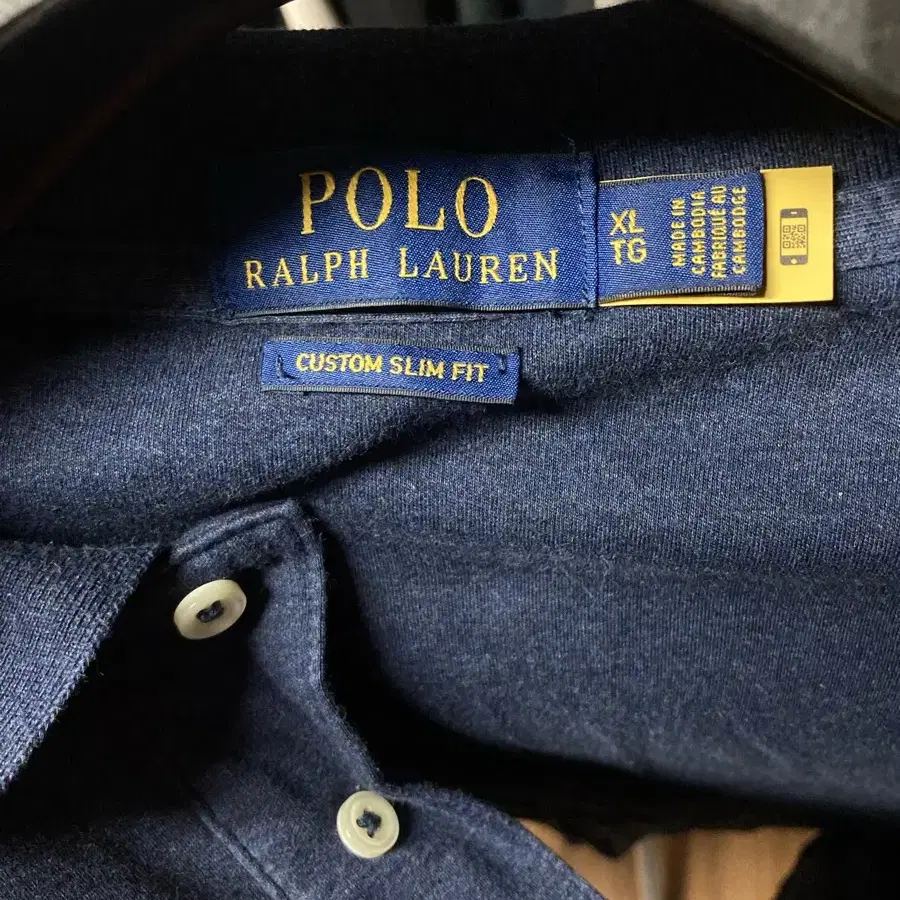 POLO
RALPH LAUREN
XL
TG
MADE IN
CAMBODIA
FABRIQUÉ AU
CAMBODGE
CUSTOM SLIM FIT